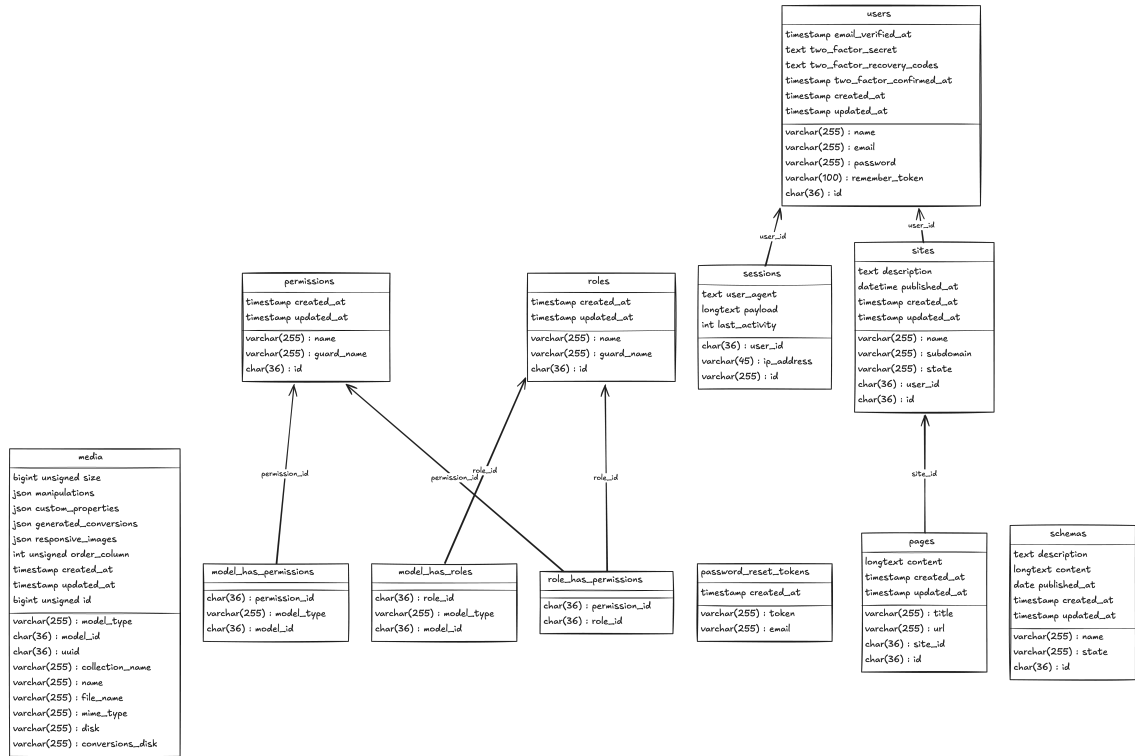 users
timestamp email_verified_at
text two_factor_secret
text two_factor_recovery_codes
timestamp two_factor_confirmed_at
timestamp created_at
timestamp updated_at
varchar(255) : name
varchar(255) : email
varchar(255) : password
varchar(100) : remember_token
char(36) : id
user_id
user_id
permissions
timestamp created_at
timestamp updated_at
varchar(255) : name
varchar(255) : guard_name
char(36) : id
roles
timestamp created_at
timestamp updated_at
varchar(255) : name
varchar(255) : guard_name
char(36) : id
sessions
text user_agent
longtext payload
int last_activity
char(36) : user_id
varchar(45) : ip_address
varchar(255) : id
sites
text description
datetime published_at
timestamp created_at
timestamp updated_at
varchar(255) : name
varchar(255) : subdomain
varchar(255) : state
char(36) : user_id
char(36) : id
permission_id
permission_id
role_id
role_id
site_id
media
bigint unsigned size
json manipulations
json custom_properties
json generated_conversions
json responsive_images
int unsigned order_column
timestamp created_at
timestamp updated_at
bigint unsigned id
varchar(255) : model_type
char(36) : model_id
char(36) : uuid
varchar(255) : collection_name
varchar(255) : name
varchar(255) : file_name
varchar(255) : mime_type
varchar(255) : disk
varchar(255) : conversions_disk
model_has_permissions
char(36) : permission_id
varchar(255) : model_type
char(36) : model_id
model_has_roles
char(36) : role_id
varchar(255) : model_type
char(36) : model_id
role_has_permissions
char(36) : permission_id
char(36) : role_id
password_reset_tokens
timestamp created_at
varchar(255) : token
varchar(255) : email
pages
longtext content
timestamp created_at
timestamp updated_at
varchar(255) : title
varchar(255) : url
char(36) : site_id
char(36) : id
schemas
text description
longtext content
date published_at
timestamp created_at
timestamp updated_at
varchar(255) : name
varchar(255) : state
char(36) : id